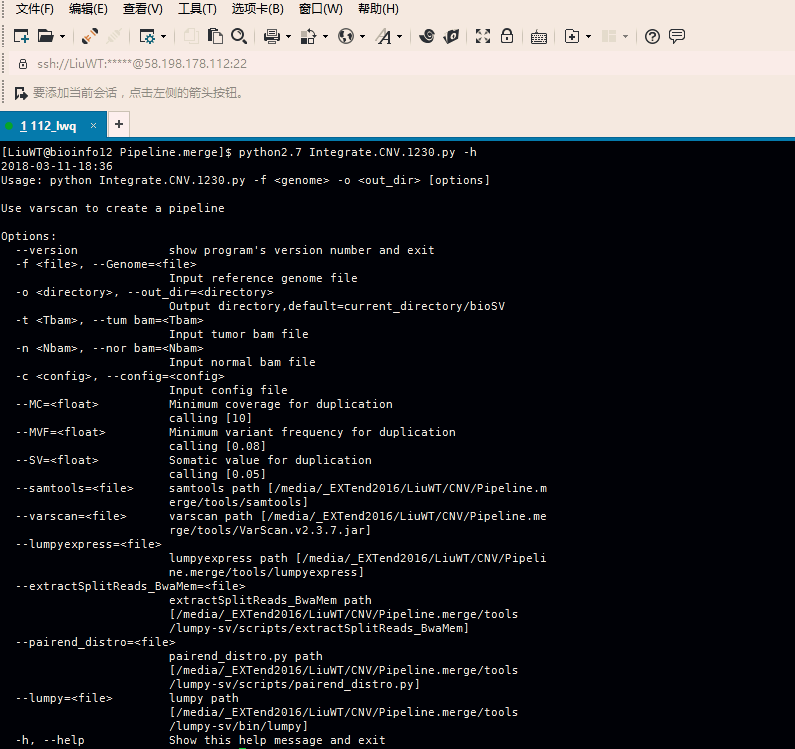 文件(F) 编辑(E) 查看(V) 工具(T) 选项卡(B) 窗口(W) 帮助(H)
ssh://LiuWT:*****@58.198.178.112:22
要添加当前会话，点击左侧的箭头按钮。
1 112_lwq × +
[LiuWT@bioinfo12 Pipeline.merge]$ python2.7 Integrate.CNV.1230.py -h
2018-03-11-18:36
Usage: python Integrate.CNV.1230.py -f <genome> -o <out_dir> [options]
Use varscan to create a pipeline
Options:
--version show program's version number and exit
-f <file>, --Genome=<file>
Input reference genome file
-o <directory>, --out_dir=<directory>
Output directory,default=current_directory/bioSV
-t <Tbam>, --tum bam=<Tbam>
Input tumor bam file
-n <Nbam>, --nor bam=<Nbam>
Input normal bam file
-c <config>, --config=<config>
Input config file
--MC=<float> Minimum coverage for duplication
calling [10]
--MVF=<float> Minimum variant frequency for duplication
calling [0.08]
--SV=<float> Somatic value for duplication
calling [0.05]
--samtools=<file> samtools path [/media/_EXTend2016/LiuWT/CNV/Pipeline.m
erge/tools/samtools]
--varscan=<file> varscan path [/media/_EXTend2016/LiuWT/CNV/Pipeline.me
rge/tools/VarScan.v2.3.7.jar]
--lumpyexpress=<file>
lumpyexpress path [/media/_EXTend2016/LiuWT/CNV/Pipeli
ne.merge/tools/lumpyexpress]
--extractSplitReads_BwaMem=<file>
extractSplitReads_BwaMem path
[/media/_EXTend2016/LiuWT/CNV/Pipeline.merge/tools
/lumpy-sv/scripts/extractSplitReads_BwaMem]
--pairend_distro=<file>
pairend_distro.py path
[/media/_EXTend2016/LiuWT/CNV/Pipeline.merge/tools
/lumpy-sv/scripts/pairend_distro.py]
--lumpy=<file> lumpy path
[/media/_EXTend2016/LiuWT/CNV/Pipeline.merge/tools
/lumpy-sv/bin/lumpy]
-h, --help Show this help message and exit